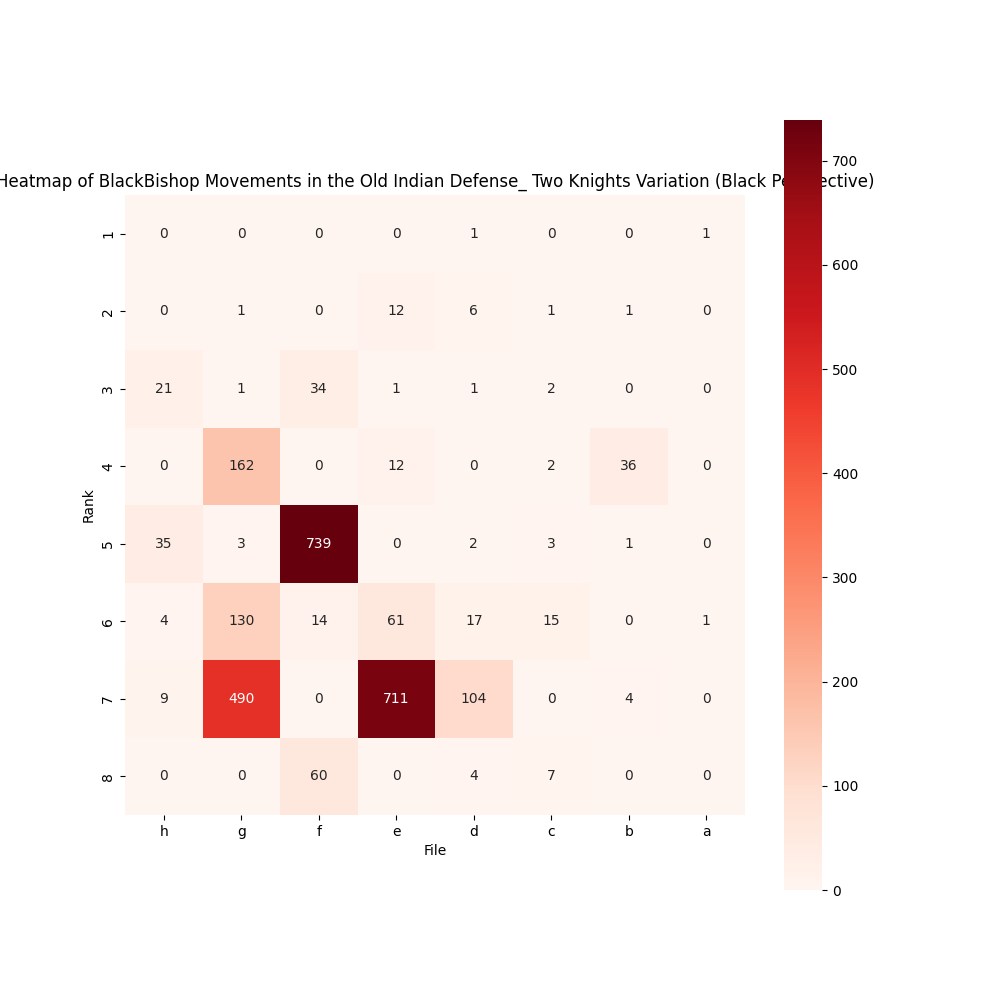 Heatmap of BlackBishop Movements in the Old Indian Defense_ Two Knights Variation (Black Perspective)
1 0 0 0 0 1 0 0 1
2 0 1 0 12 6 1 1 0
3 21 1 34 1 1 2 0 0
4 0 162 0 12 0 2 36 0
5 35 3 739 0 2 3 1 0
6 4 130 14 61 17 15 0 1
7 9 490 0 711 104 0 4 0
8 0 0 60 0 4 7 0 0
h g f e d c b a
File
Rank
700
600
500
400
300
200
100
0